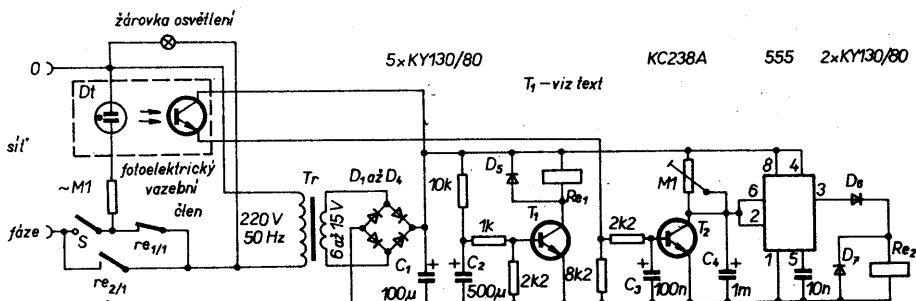 žárovka osvětlení
5×KY130/80
KC238A
555
2×KY130/80
0
Dt
T₁ – viz text
síť
fotoelektrický
vazební
člen
~M1
Tr
D₁ až D₄
220 V
50 Hz
6 až 15 V
10k
D₅
Re₁
T₁
1k
M1
8
4
6
2
3
D₆
fáze
S
re₁/₁
re₂/₁
2k2
T₂
C₁
C₂
C₃
C₄
1
5
D₇
Re₂
+
+
+
+
100μ
500μ
2k2
8k2
100n
1m
10n